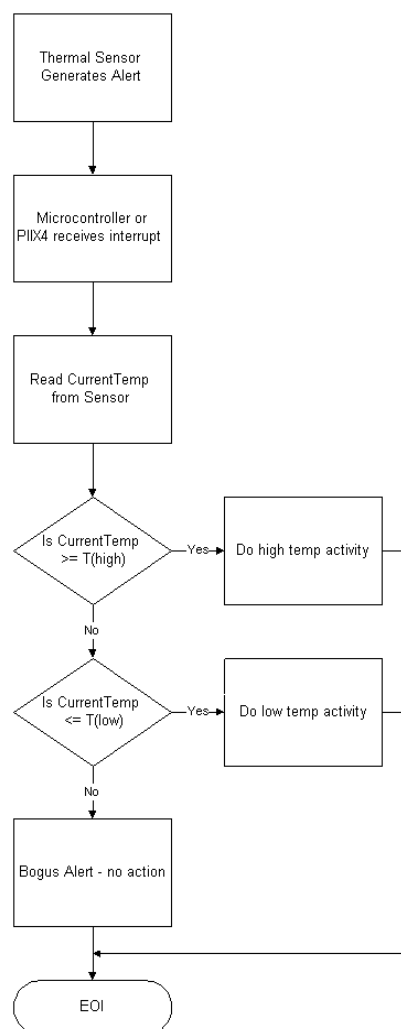 Thermal Sensor
Generates Alert
Microcontroller or
PIIX4 receives interrupt
Read CurrentTemp
from Sensor
Is CurrentTemp
>= T(high)
Yes
Do high temp activity
No
Is CurrentTemp
<= T(low)
Yes
Do low temp activity
No
Bogus Alert - no action
EOI